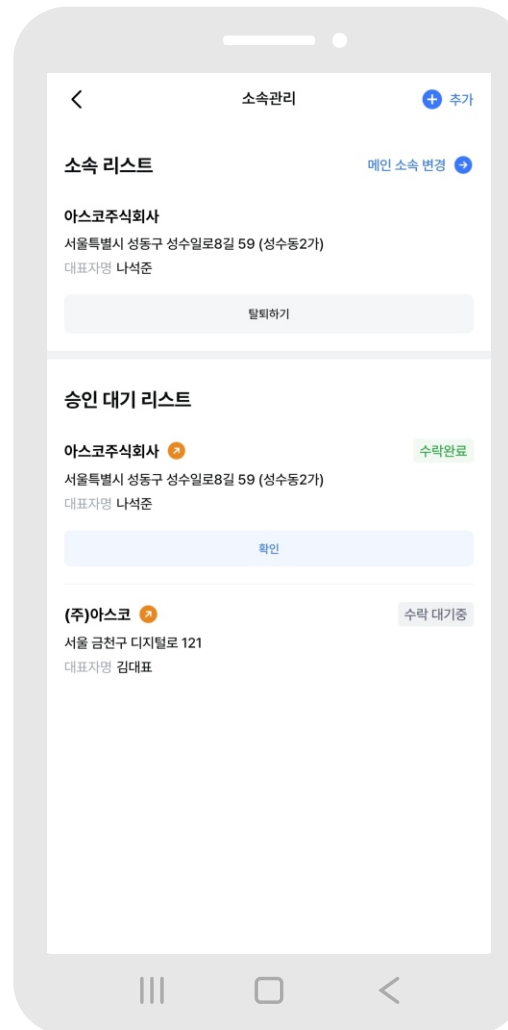 소속관리
추가
소속 리스트
메인 소속 변경
아스코주식회사
서울특별시 성동구 성수일로8길 59 (성수동2가)
대표자명 나석준
탈퇴하기
승인 대기 리스트
아스코주식회사
수락완료
서울특별시 성동구 성수일로8길 59 (성수동2가)
대표자명 나석준
확인
(주)아스코
수락 대기중
서울 금천구 디지털로 121
대표자명 김대표